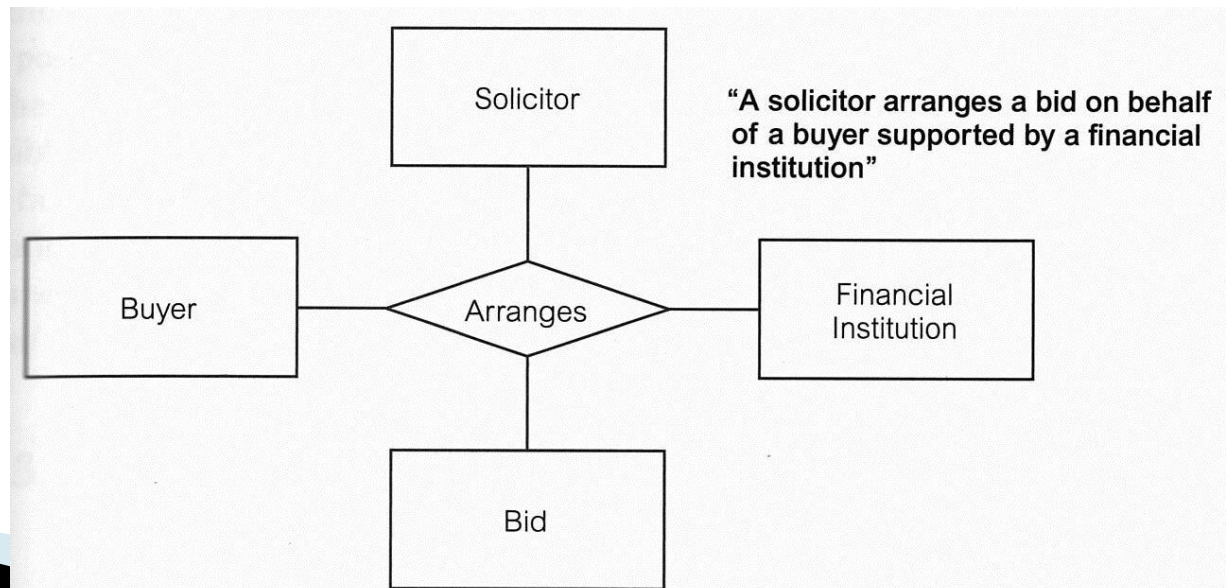 Solicitor
“A solicitor arranges a bid on behalf
of a buyer supported by a financial
institution”
Buyer
Arranges
Financial
Institution
Bid